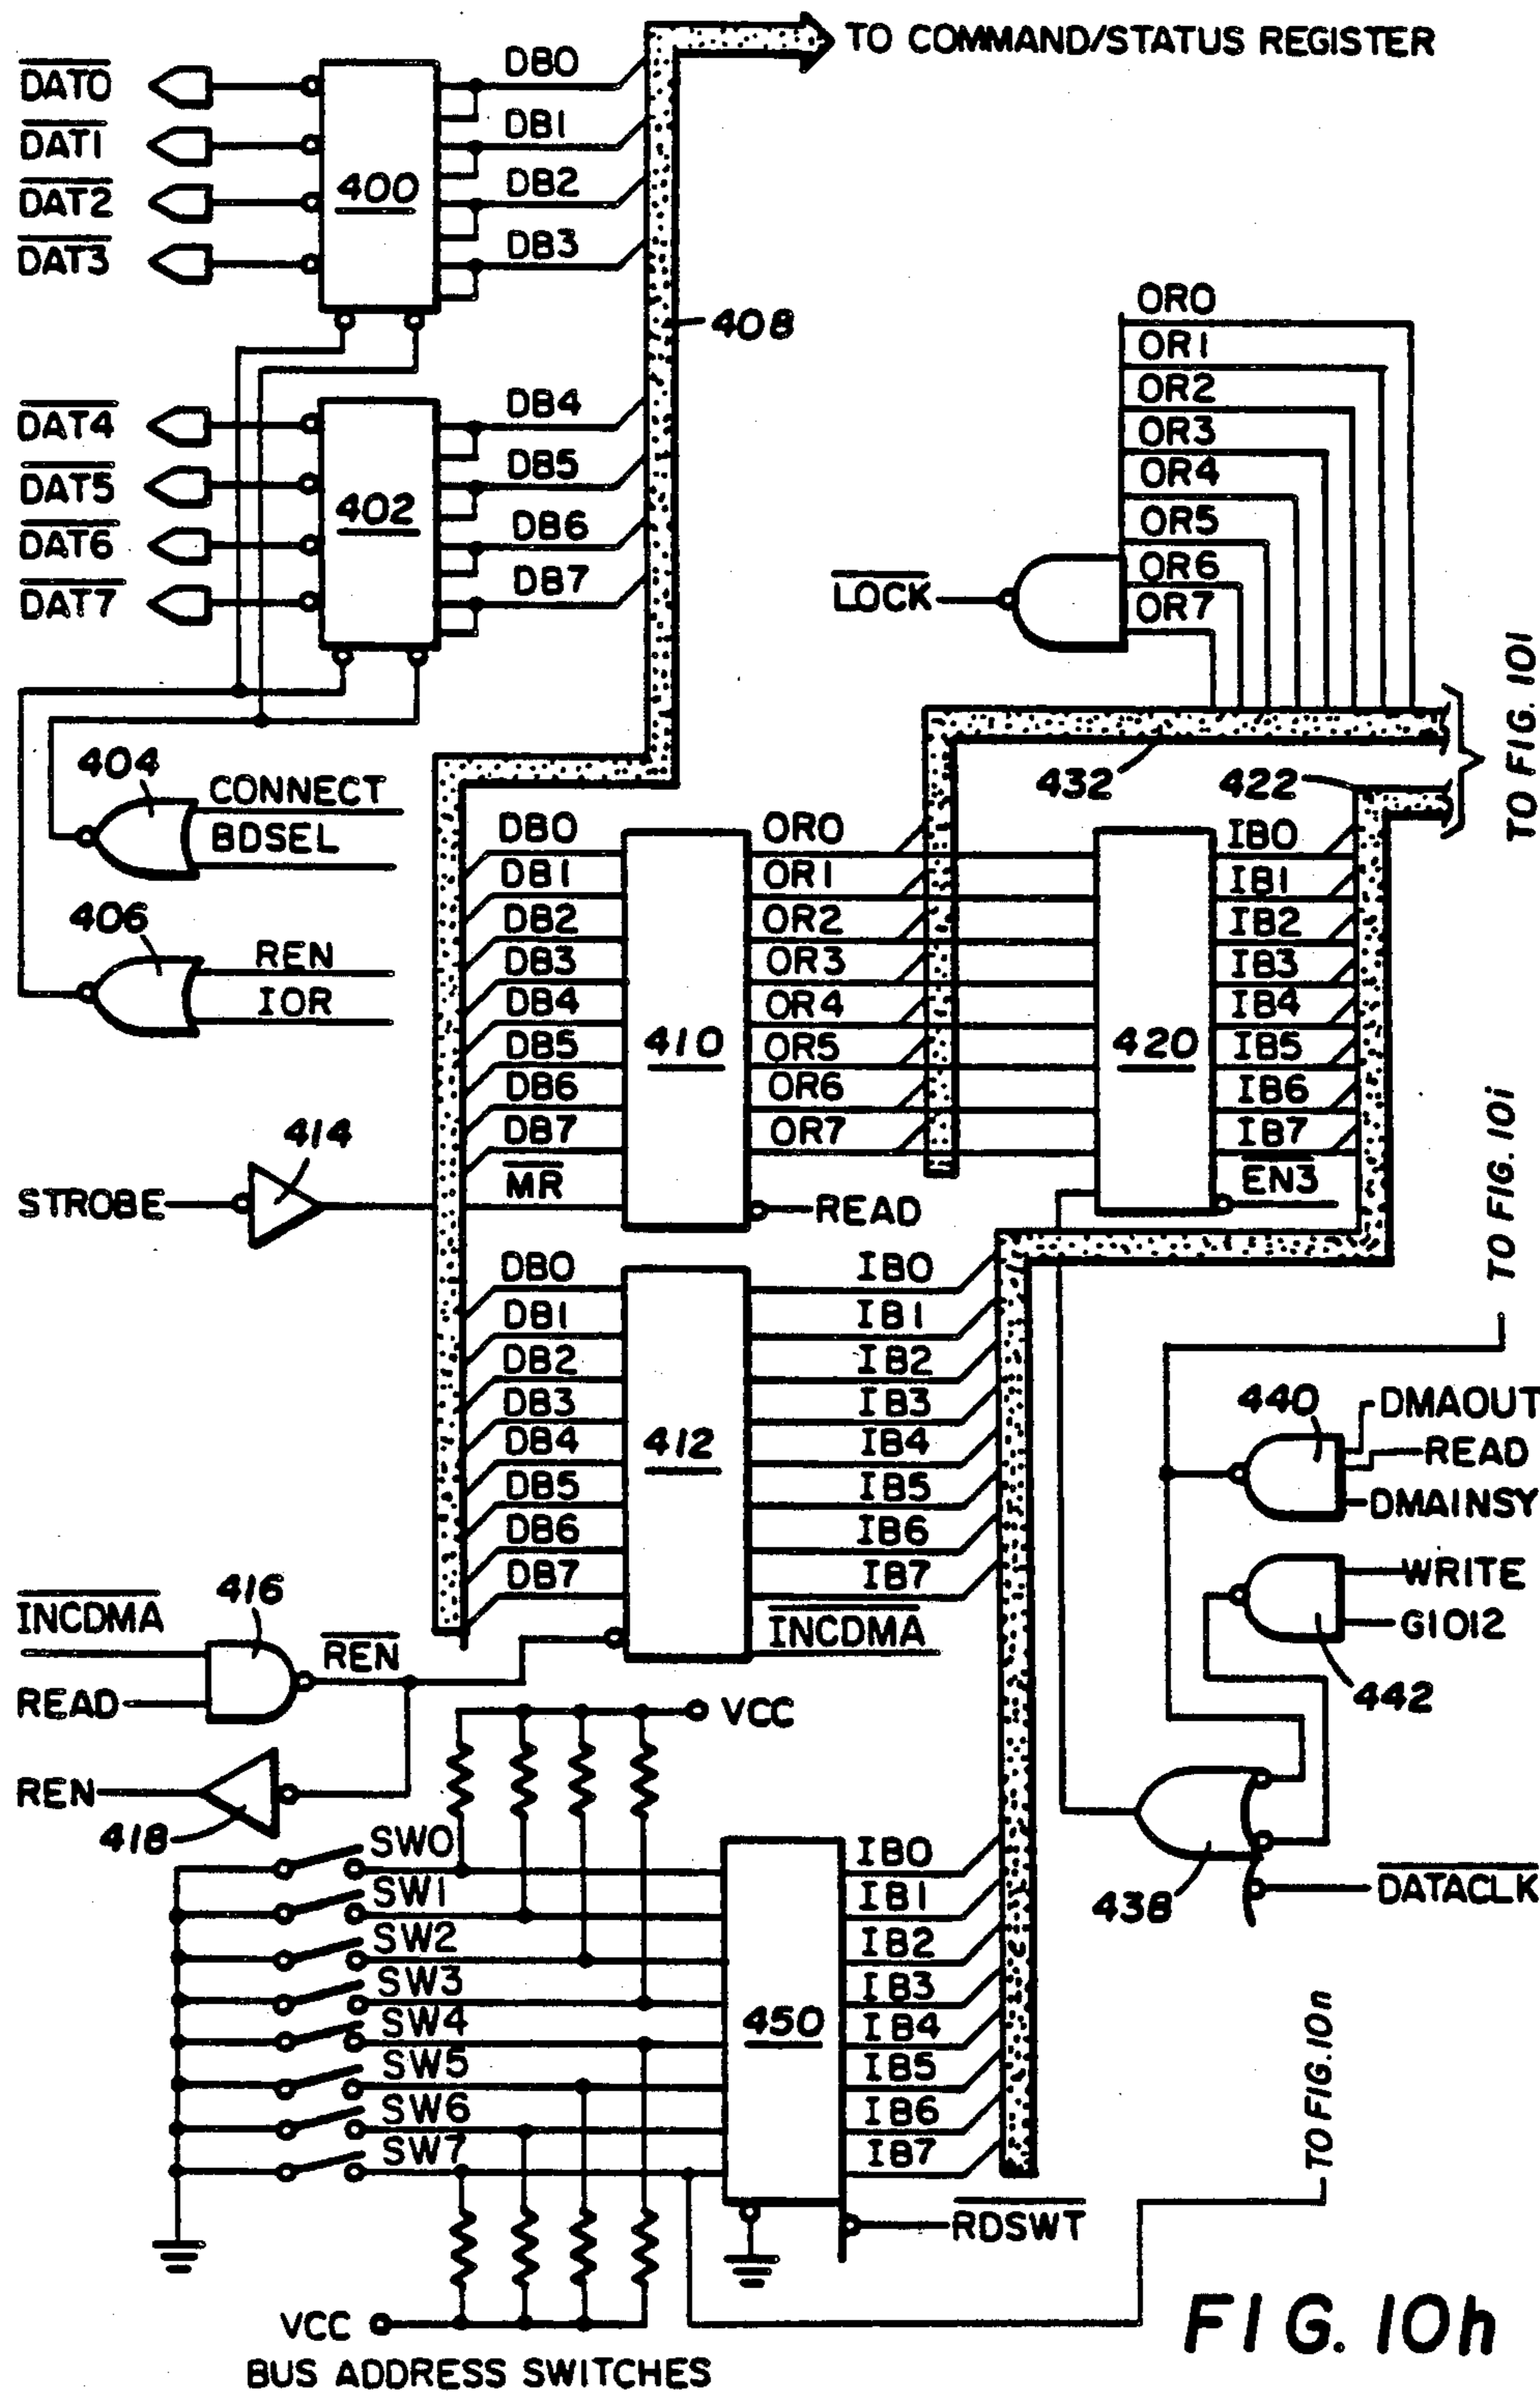 TO COMMAND/STATUS REGISTER
DAT0
DAT1
DAT2
DAT3
400
DB0
DB1
DB2
DB3
408
DAT4
DAT5
DAT6
DAT7
402
DB4
DB5
DB6
DB7
OR0
OR1
OR2
OR3
OR4
OR5
OR6
OR7
LOCK
TO FIG. 10i
432
422
404
CONNECT
BDSEL
406
REN
IOR
DB0
DB1
DB2
DB3
DB4
DB5
DB6
DB7
MR
410
OR0
OR1
OR2
OR3
OR4
OR5
OR6
OR7
READ
420
IB0
IB1
IB2
IB3
IB4
IB5
IB6
IB7
EN3
414
STROBE
TO FIG. 10i
DB0
DB1
DB2
DB3
DB4
DB5
DB6
DB7
412
IB0
IB1
IB2
IB3
IB4
IB5
IB6
IB7
INCDMA
440
DMAOUT
READ
DMAINSY
WRITE
G1012
442
INCDMA
416
REN
READ
REN
418
VCC
438
DATACLK
SW0
SW1
SW2
SW3
SW4
SW5
SW6
SW7
450
IB0
IB1
IB2
IB3
IB4
IB5
IB6
IB7
RDSWT
TO FIG. 10n
VCC
BUS ADDRESS SWITCHES
FIG. 10h